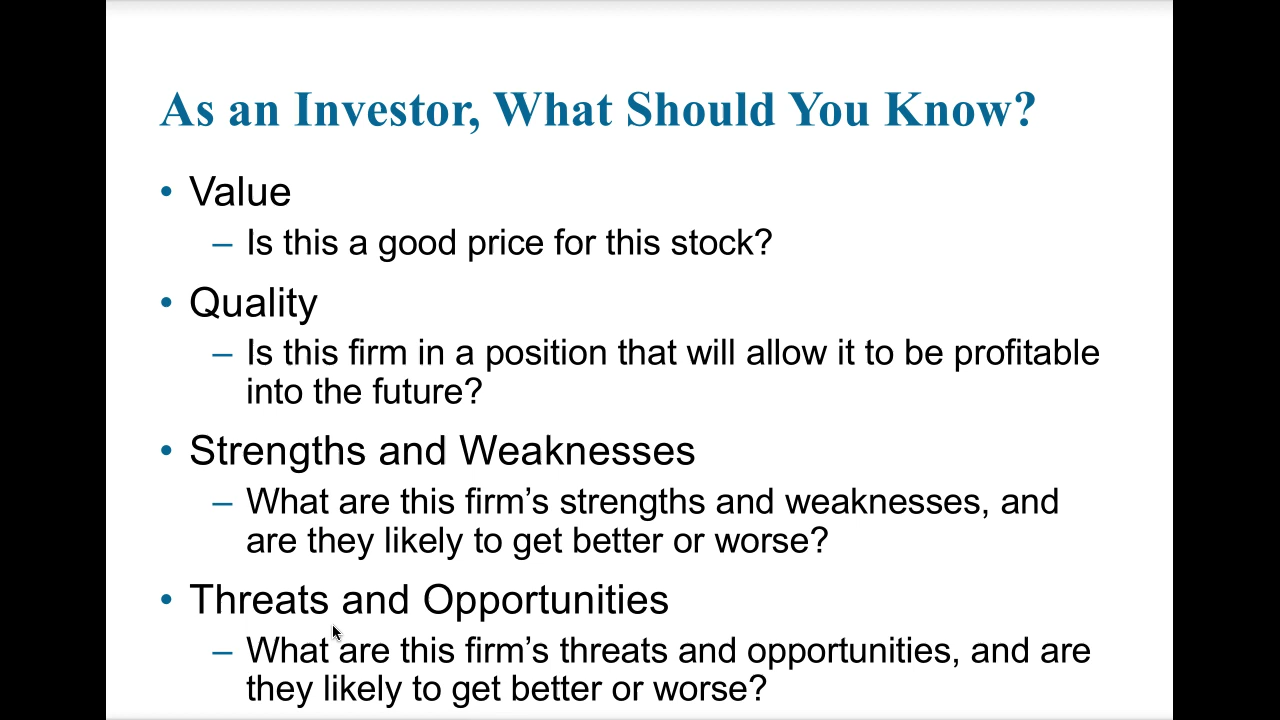 As an Investor, What Should You Know?
• Value
– Is this a good price for this stock?
• Quality
– Is this firm in a position that will allow it to be profitable
into the future?
• Strengths and Weaknesses
– What are this firm’s strengths and weaknesses, and
are they likely to get better or worse?
• Threats and Opportunities
– What are this firm’s threats and opportunities, and are
they likely to get better or worse?